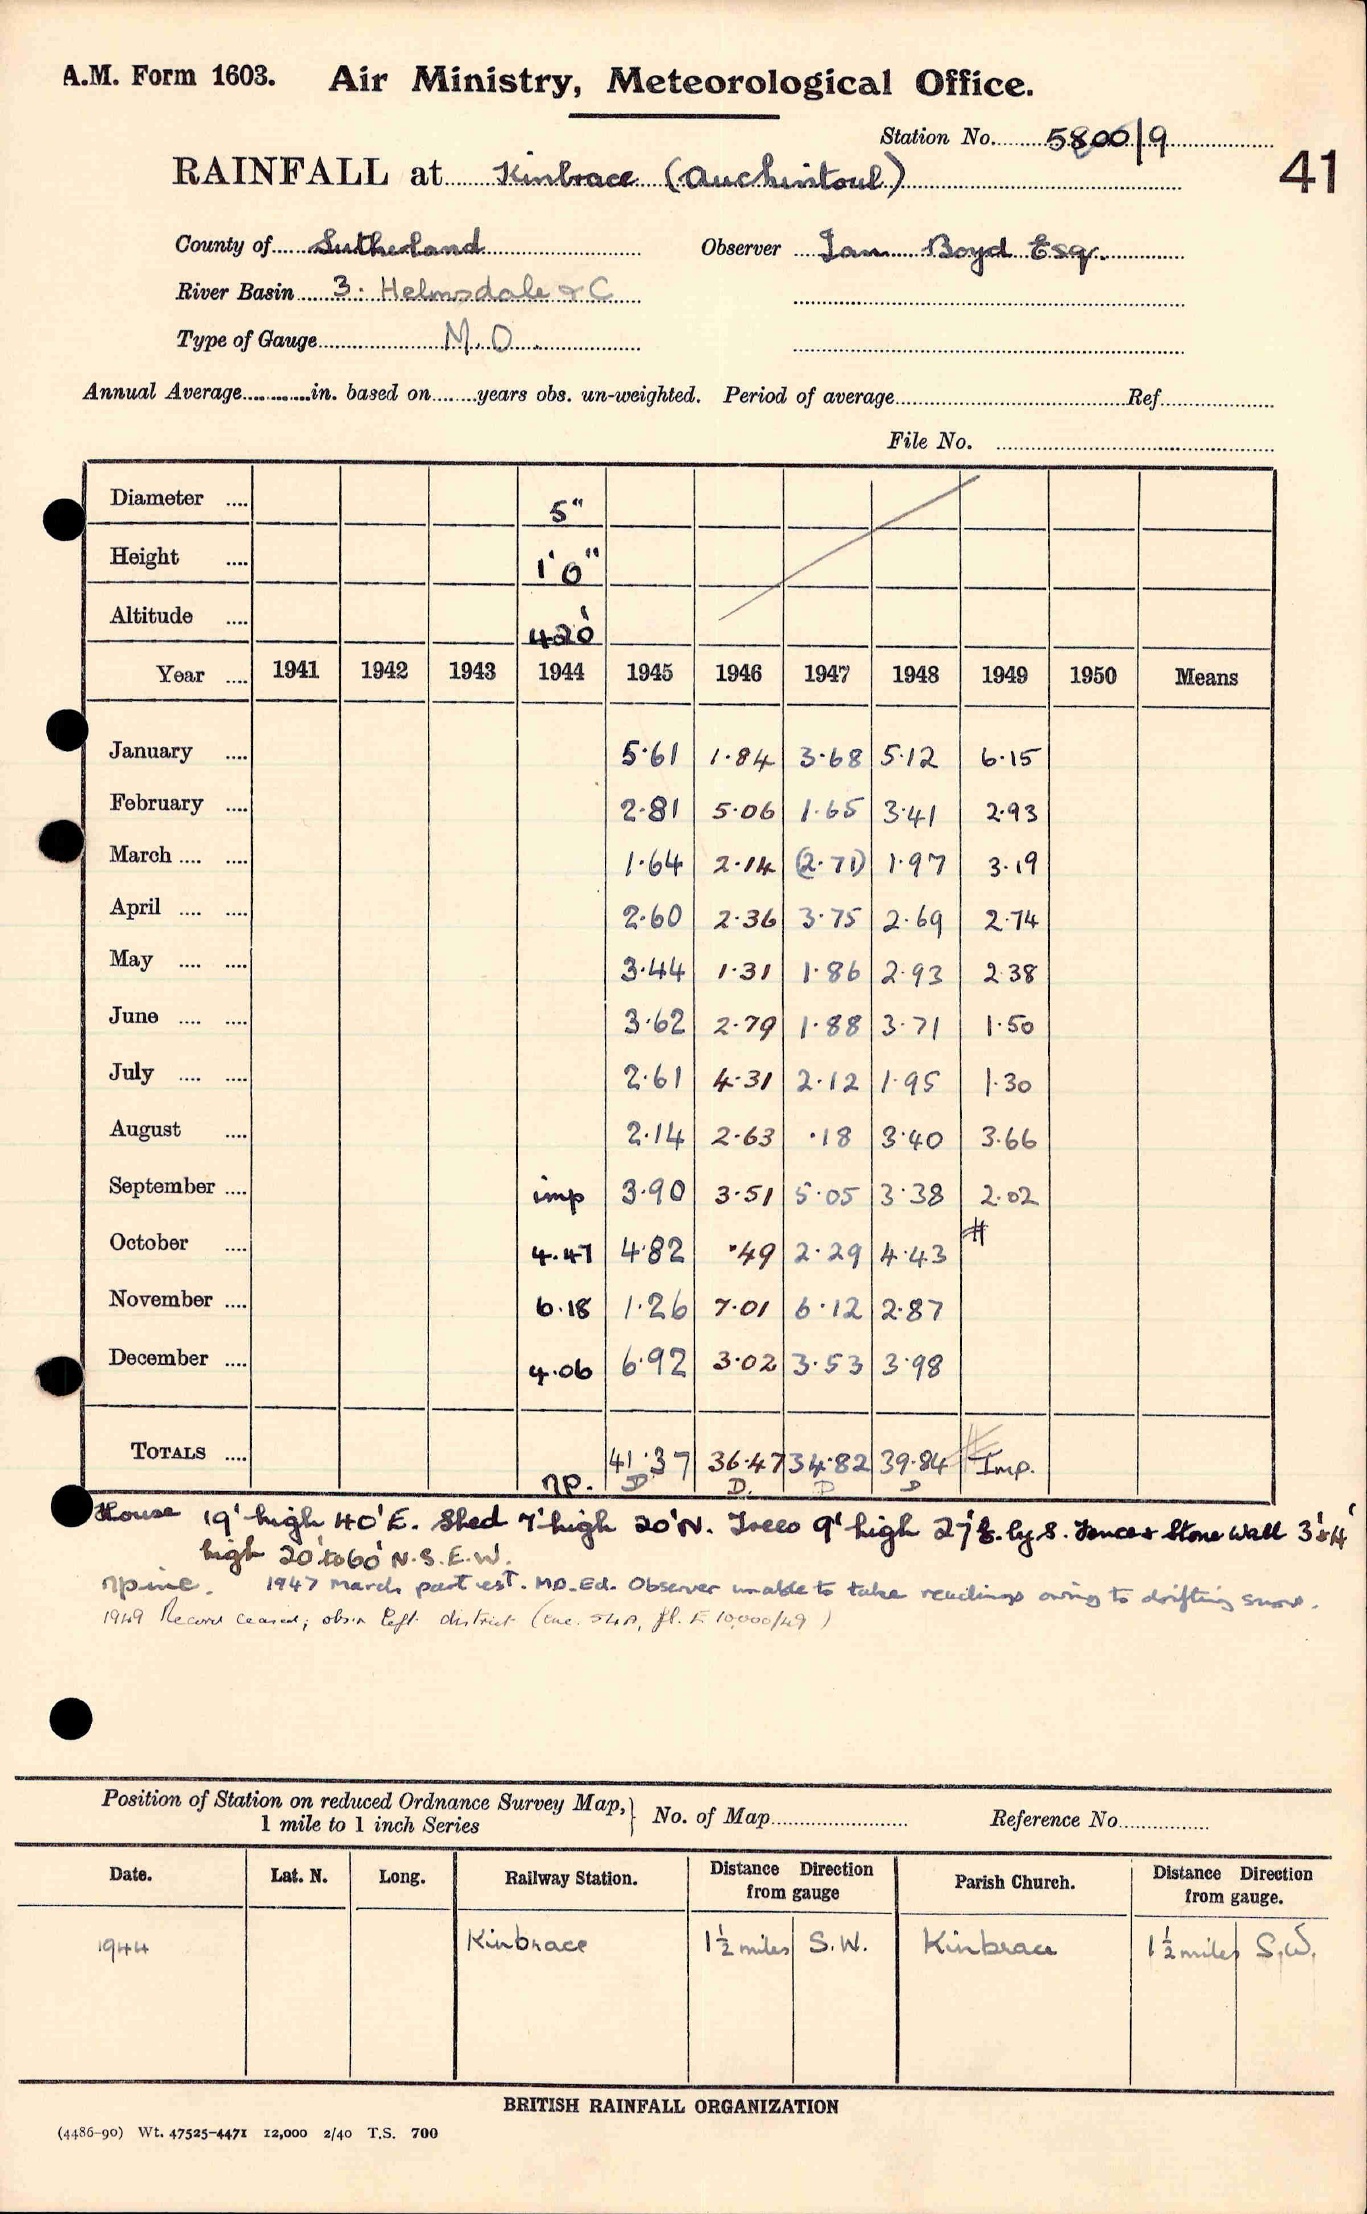 A.M. Form 1603. Air Ministry, Meteorological Office.
Station No. 5800/9
41
RAINFALL at Kinbrace (Auchintoul)
County of Sutherland Observer Ian Boyd Esq.
River Basin 3. Helmsdale & C
Type of Gauge M.O.
Annual Average in. based on years obs. un-weighted. Period of average Ref
File No.
Diameter .... 5"
Height .... 1'0"
Altitude .... 420'
Year .... 1941 1942 1943 1944 1945 1946 1947 1948 1949 1950 Means
January .... 5.61 1.84 3.68 5.12 6.15
February .... 2.81 5.06 1.65 3.41 2.93
March .... .... 1.64 2.14 (2.71) 1.97 3.19
April .... .... 2.60 2.36 3.75 2.69 2.74
May .... .... 3.44 1.31 1.86 2.93 2.38
June .... .... 3.62 2.79 1.88 3.71 1.50
July .... .... 2.61 4.31 2.12 1.95 1.30
August .... 2.14 2.63 .18 3.40 3.66
September .... imp 3.90 3.51 5.05 3.38 2.02
October .... 4.47 4.82 .49 2.29 4.43 #
November .... 6.18 1.26 7.01 6.12 2.87
December .... 4.06 6.92 3.02 3.53 3.98
TOTALS .... 41.37 36.47 34.82 39.84 # Imp.
np. D D. D D
House 19' high 40' E. Shed 7' high 20' N. Trees 9' high 27 by S. Fence & Stone Wall 3' & 4'
high 20' to 60' N.S.E.W.
1947 March part est. M.O. Ed. Observer unable to take readings owing to drifting snow.
1949 Record ceased; obsr left district (enc. 54A, fl. E 10,000/49)
Position of Station on reduced Ordnance Survey Map, 1 mile to 1 inch Series } No. of Map Reference No.
Date. Lat. N. Long. Railway Station. Distance Direction from gauge Parish Church. Distance Direction from gauge.
1944 Kinbrace 1½ miles S.W. Kinbrace 1½ miles S.W.
BRITISH RAINFALL ORGANIZATION
(4486-90) Wt. 47525-4471 12,000 2/40 T.S. 700